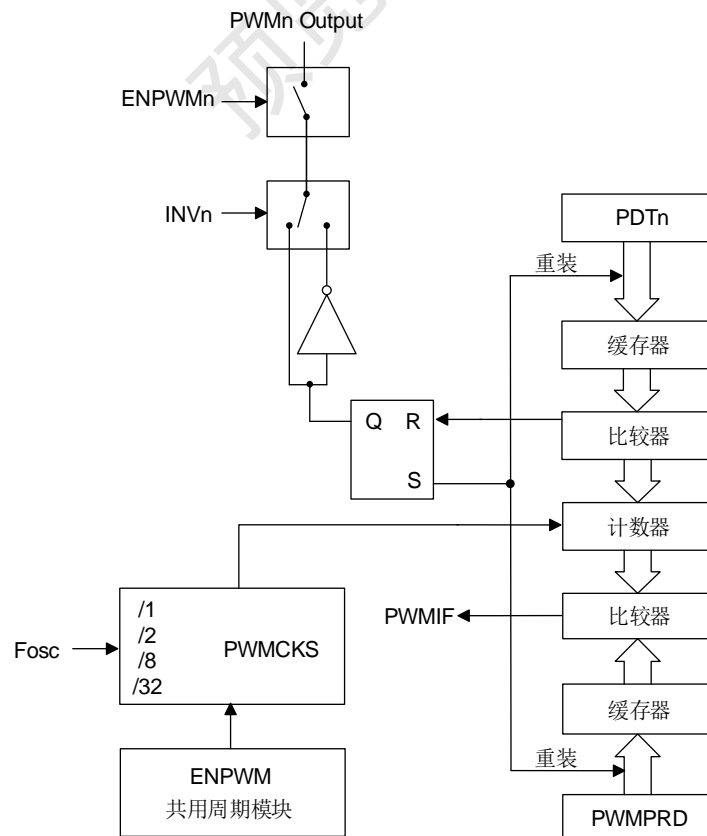 PWMn Output
ENPWMn
INVn
PDTn
重装
缓存器
Q R
S
比较器
计数器
/1
/2
/8
/32
PWMCKS
Fosc
PWMIF
比较器
缓存器
重装
ENPWM
共用周期模块
PWMPRD
预览